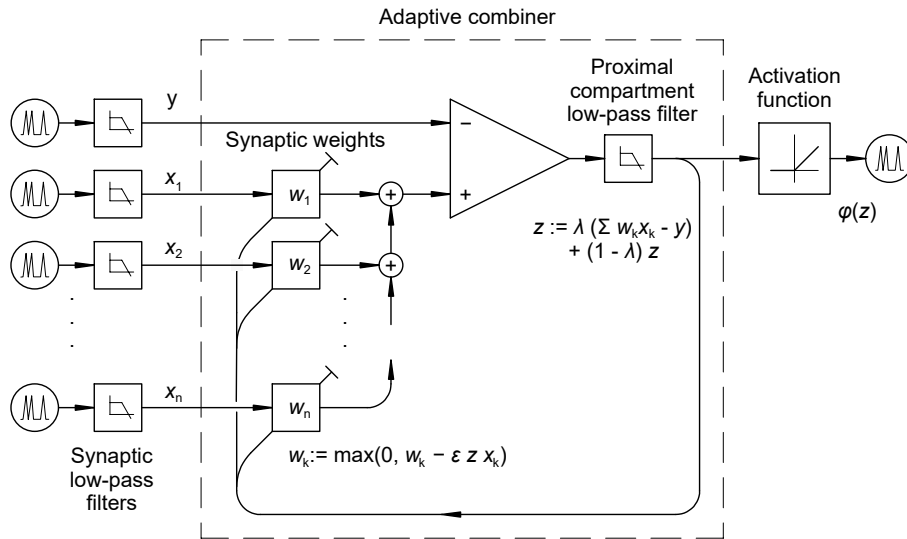 Adaptive combiner
Proximal
compartment
low-pass filter
Activation
function
y
−
Synaptic weights
x₁
w₁
+
+
φ(z)
z := λ (Σ wₖxₖ - y)
+ (1 - λ) z
x₂
w₂
+
xₙ
wₙ
wₖ:= max(0, wₖ − ε z xₖ)
Synaptic
low-pass
filters